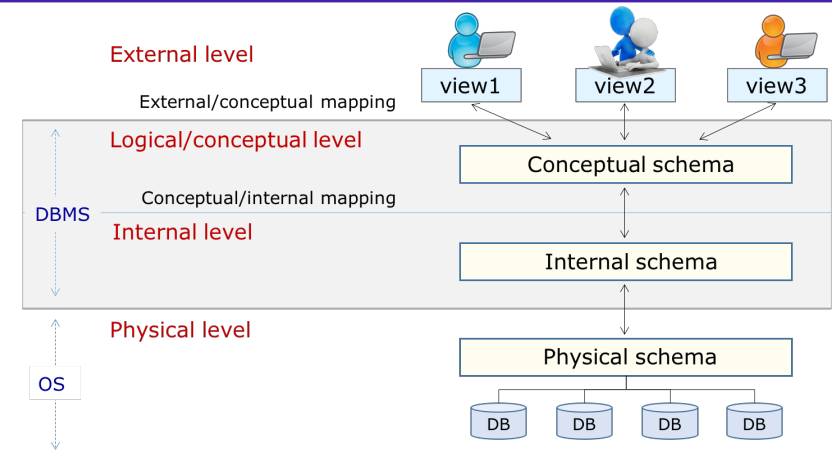 External level
view1
view2
view3
External/conceptual mapping
Logical/conceptual level
Conceptual schema
Conceptual/internal mapping
DBMS
Internal level
Internal schema
Physical level
Physical schema
OS
DB
DB
DB
DB